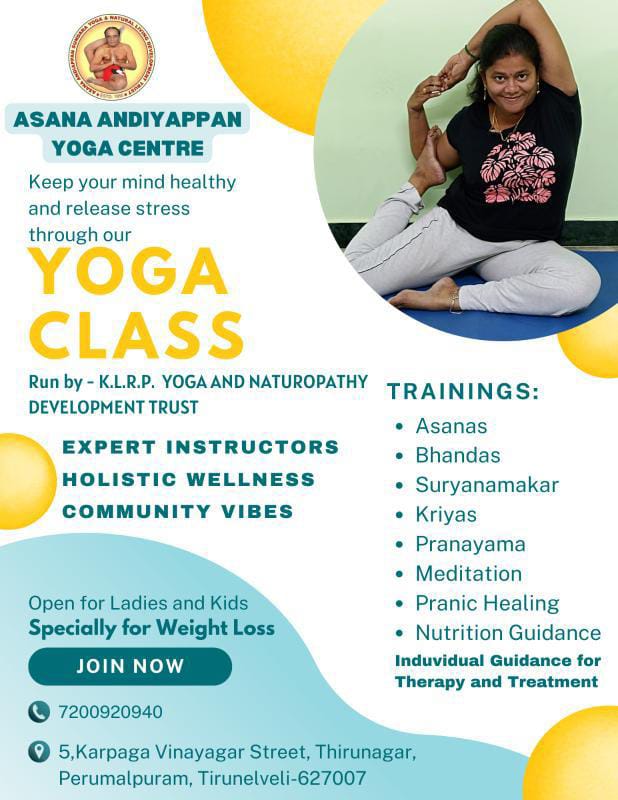 ASANA ANDIYAPPAN
YOGA CENTRE
Keep your mind healthy
and release stress
through our
YOGA
CLASS
Run by - K.L.R.P. YOGA AND NATUROPATHY
DEVELOPMENT TRUST
EXPERT INSTRUCTORS
HOLISTIC WELLNESS
COMMUNITY VIBES
TRAININGS:
Asanas
Bhandas
Suryanamakar
Kriyas
Pranayama
Meditation
Pranic Healing
Nutrition Guidance
Induvidual Guidance for
Therapy and Treatment
Open for Ladies and Kids
Specially for Weight Loss
JOIN NOW
7200920940
5,Karpaga Vinayagar Street, Thirunagar,
Perumalpuram, Tirunelveli-627007